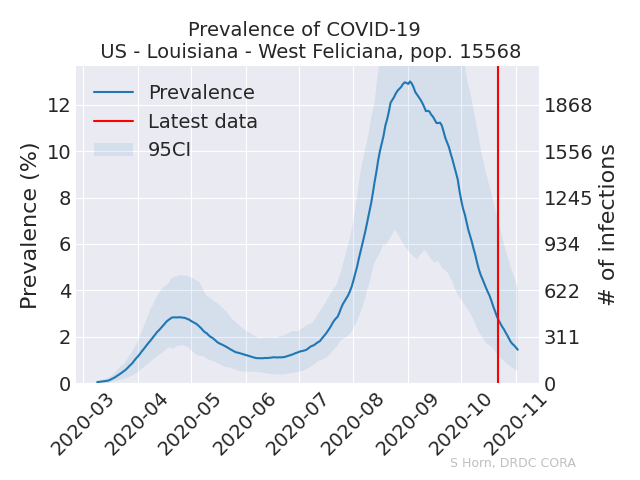 Prevalence of COVID-19
US - Louisiana - West Feliciana, pop. 15568
Prevalence
Latest data
95CI
Prevalence (%)
12
10
8
6
4
2
0
1868
1556
1245
934
622
311
0
# of infections
2020-03
2020-04
2020-05
2020-06
2020-07
2020-08
2020-09
2020-10
2020-11
S Horn, DRDC CORA